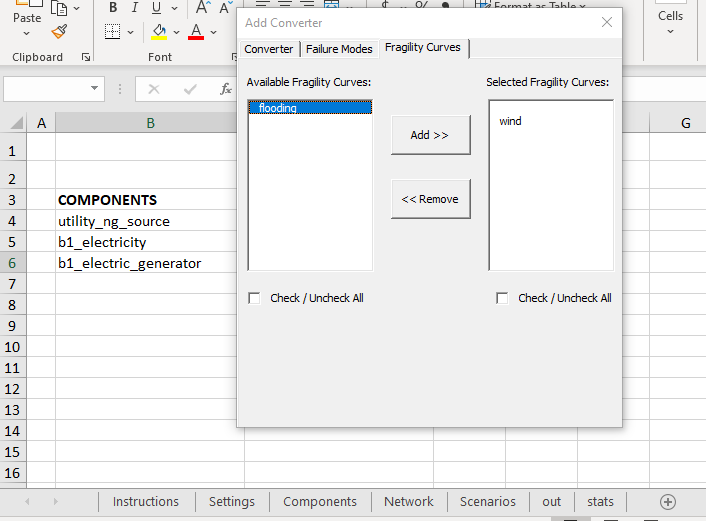 Paste
B I U A A
$ % 9
Format as Table
Cells
Clipboard
Font
A
fx
Add Converter
Converter Failure Modes Fragility Curves
Available Fragility Curves:
Selected Fragility Curves:
flooding
wind
Add >>
<< Remove
Check / Uncheck All
Check / Uncheck All
A B G
1
2
3 COMPONENTS
4 utility_ng_source
5 b1_electricity
6 b1_electric_generator
7
8
9
10
11
12
13
14
15
16
Instructions Settings Components Network Scenarios out stats